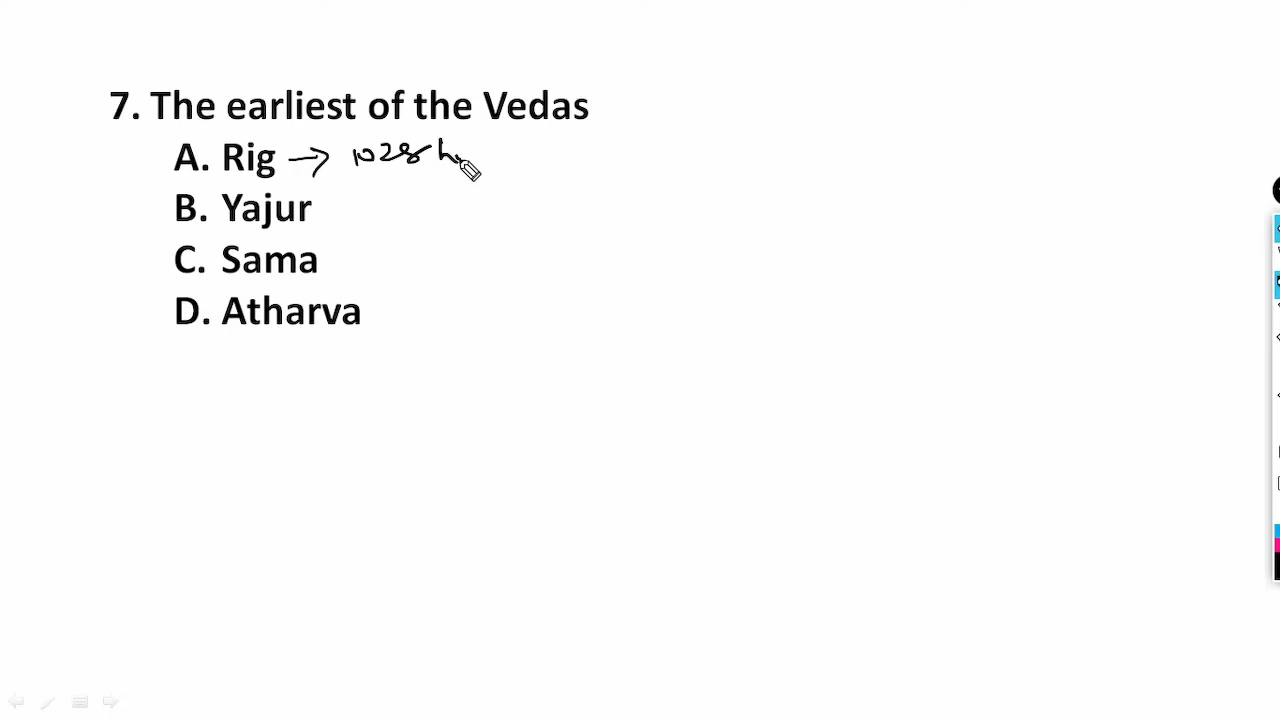 7. The earliest of the Vedas
A. Rig → 1028
B. Yajur
C. Sama
D. Atharva